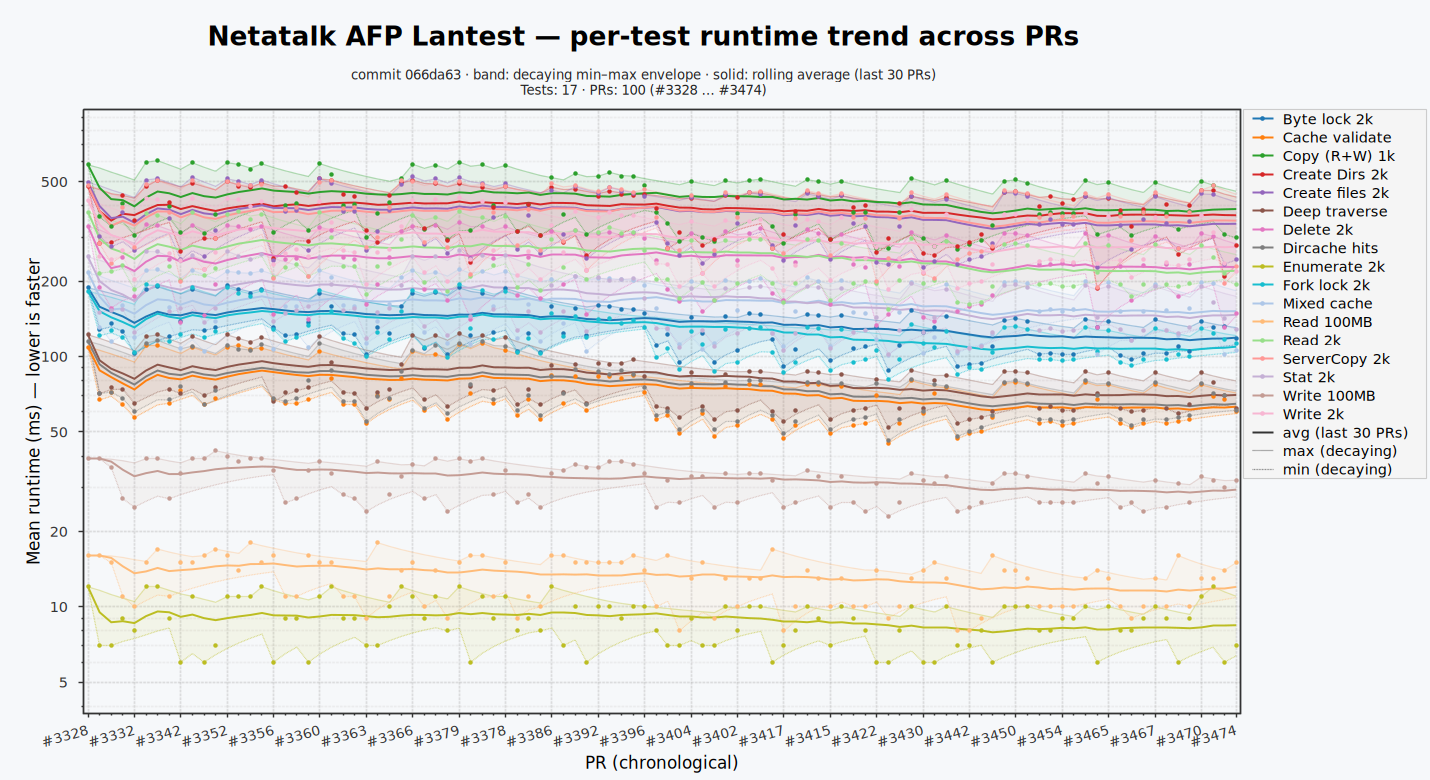 Netatalk AFP Lantest — per-test runtime trend across PRs
commit 066da63 · band: decaying min–max envelope · solid: rolling average (last 30 PRs)
Tests: 17 · PRs: 100 (#3328 … #3474)
Mean runtime (ms) — lower is faster
500
200
100
50
20
10
5
#3328 #3332 #3342 #3352 #3356 #3360 #3363 #3366 #3379 #3378 #3386 #3392 #3396 #3404 #3402 #3417 #3415 #3422 #3430 #3442 #3450 #3454 #3465 #3467 #3470 #3474
PR (chronological)
Byte lock 2k
Cache validate
Copy (R+W) 1k
Create Dirs 2k
Create files 2k
Deep traverse
Delete 2k
Dircache hits
Enumerate 2k
Fork lock 2k
Mixed cache
Read 100MB
Read 2k
ServerCopy 2k
Stat 2k
Write 100MB
Write 2k
avg (last 30 PRs)
max (decaying)
min (decaying)